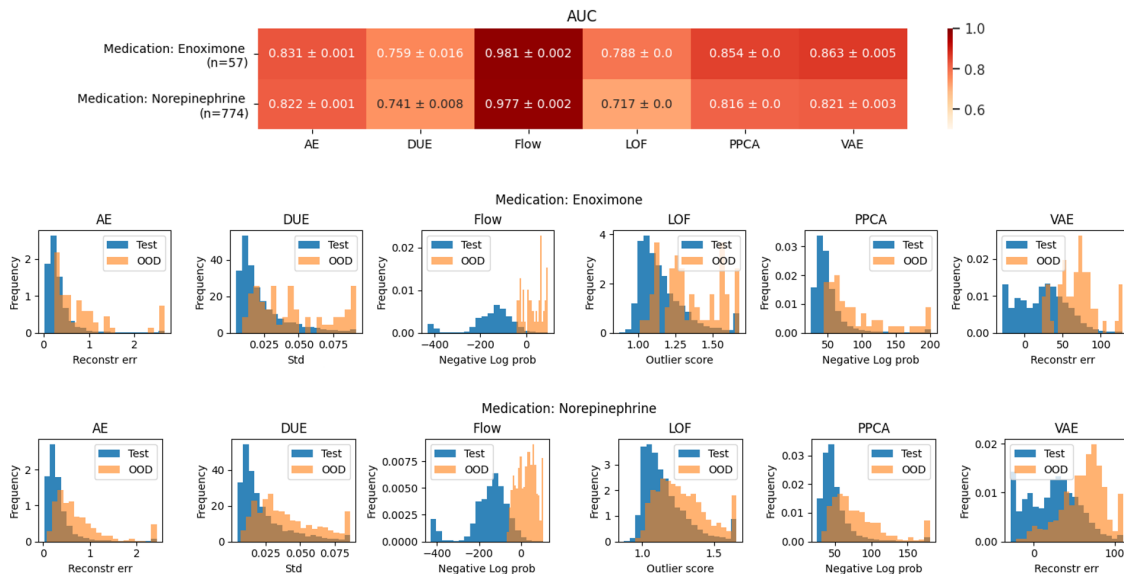 AUC
Medication: Enoximone
(n=57)
0.831 ± 0.001 0.759 ± 0.016 0.981 ± 0.002 0.788 ± 0.0 0.854 ± 0.0 0.863 ± 0.005
Medication: Norepinephrine
(n=774)
0.822 ± 0.001 0.741 ± 0.008 0.977 ± 0.002 0.717 ± 0.0 0.816 ± 0.0 0.821 ± 0.003
AE DUE Flow LOF PPCA VAE
1.0
0.8
0.6
Medication: Enoximone
AE
Frequency
2
1
0
Test
OOD
0 1 2
Reconstr err
DUE
Frequency
40
20
0
Test
OOD
0.025 0.050 0.075
Std
Flow
Frequency
0.02
0.01
0.00
Test
OOD
−400 −200 0
Negative Log prob
LOF
Frequency
4
2
0
Test
OOD
1.00 1.25 1.50
Outlier score
PPCA
Frequency
0.03
0.02
0.01
0.00
Test
OOD
50 100 150 200
Negative Log prob
VAE
Frequency
0.02
0.01
0.00
Test
OOD
0 50 100
Reconstr err
Medication: Norepinephrine
AE
Frequency
2
1
0
Test
OOD
0 1 2
Reconstr err
DUE
Frequency
40
20
0
Test
OOD
0.025 0.050 0.075
Std
Flow
Frequency
0.0075
0.0050
0.0025
0.0000
Test
OOD
−400 −200 0
Negative Log prob
LOF
Frequency
3
2
1
0
Test
OOD
1.0 1.5
Outlier score
PPCA
Frequency
0.03
0.02
0.01
0.00
Test
OOD
50 100 150
Negative Log prob
VAE
Frequency
0.02
0.01
0.00
Test
OOD
0 50 100
Reconstr err